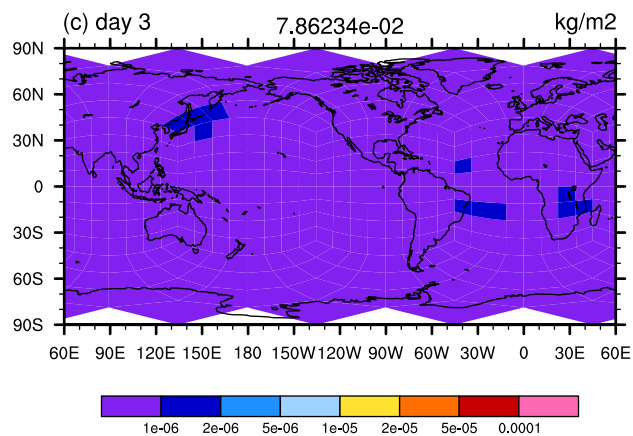 (c) day 3 7.86234e-02 kg/m2
90N
60N
30N
0
30S
60S
90S
60E 90E 120E 150E 180 150W 120W 90W 60W 30W 0 30E 60E
1e-06 2e-06 5e-06 1e-05 2e-05 5e-05 0.0001